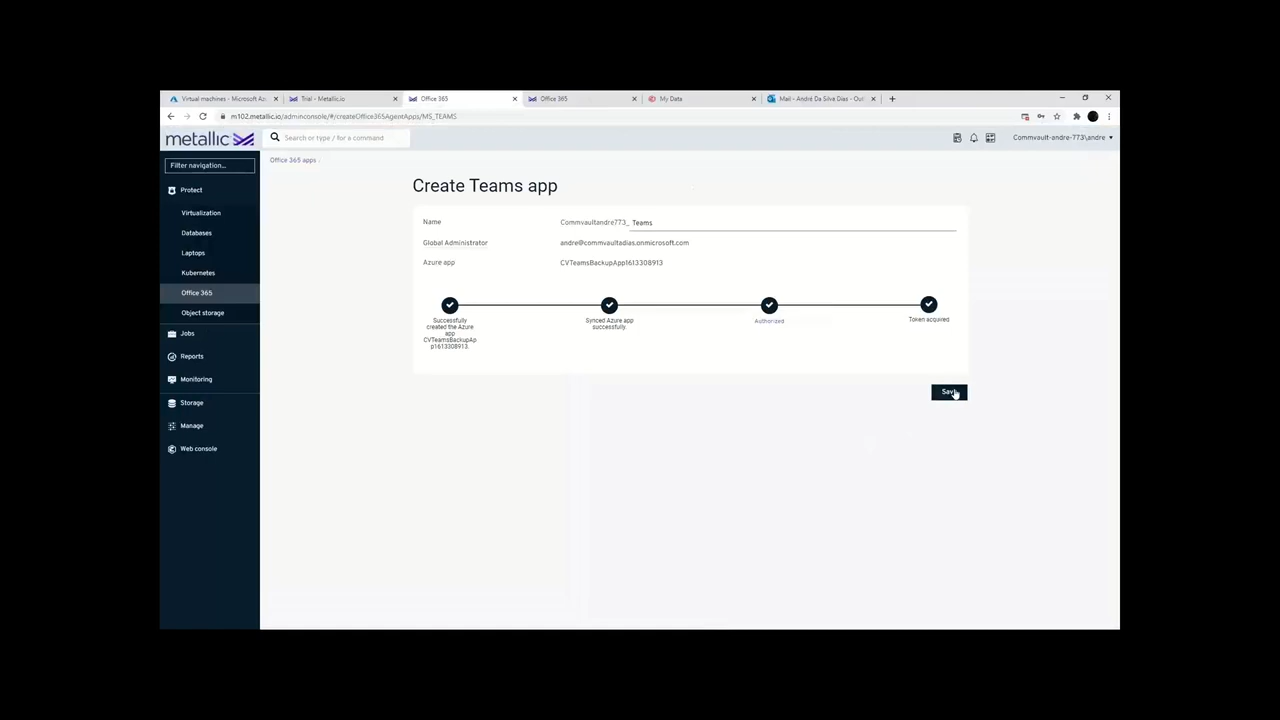 Virtual machines - Microsoft Az
Trial - Metallic.io
Office 365
Office 365
My Data
Mail - André Da Silva Dias - Out
m102.metallic.io/adminconsole/#/createOffice365AgentApps/MS_TEAMS
metallic
Search or type / for a command
Commvault-andre-773\andre
Filter navigation...
Office 365 apps
Protect
Virtualization
Databases
Laptops
Kubernetes
Office 365
Object storage
Jobs
Reports
Monitoring
Storage
Manage
Web console
Create Teams app
Name
Commvaultandre773_ Teams
Global Administrator
andre@commvaultadias.onmicrosoft.com
Azure app
CVTeamsBackupApp1613308913
Successfully
created the Azure
app
CVTeamsBackupAp
p1613308913.
Synced Azure app
successfully.
Authorized
Token acquired
Save